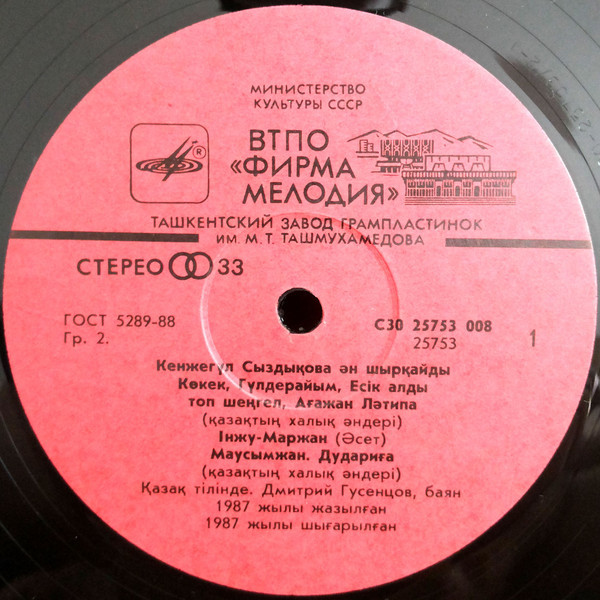 МИНИСТЕРСТВО
КУЛЬТУРЫ СССР
ВТПО
«ФИРМА
МЕЛОДИЯ»
ТАШКЕНТСКИЙ ЗАВОД ГРАМПЛАСТИНОК
ИМ. М. Т. ТАШМУХАМЕДОВА
®
СТЕРЕО 33
ГОСТ 5289-88
Гр. 2.
С30 25753 008
25753
1
Кенжегүл Сыздықова ән шырқайды
Көкек, Гүлдерайым, Есік алды
топ шеңгел, Ағажан Ләтипа
(қазақтың халық әндері)
Інжу-Маржан (Әсет)
Маусымжан. Дудариға
(қазақтың халық әндері)
Қазақ тілінде. Дмитрий Гусенцов, баян
1987 жылы жазылған
1987 жылы шығарылған